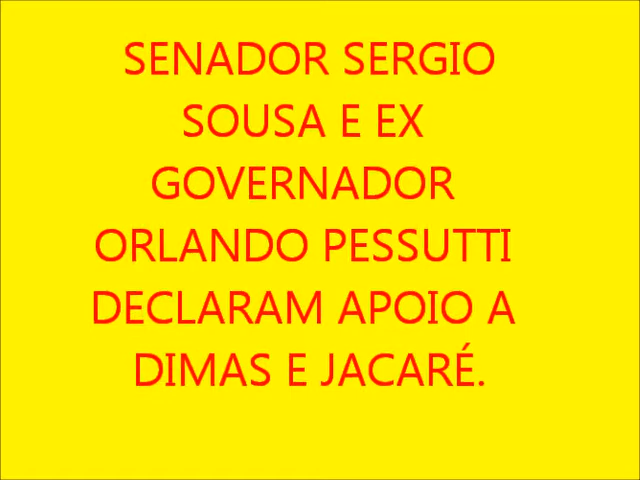 SENADOR SERGIO
SOUSA E EX
GOVERNADOR
ORLANDO PESSUTTI
DECLARAM APOIO A
DIMAS E JACARÉ.